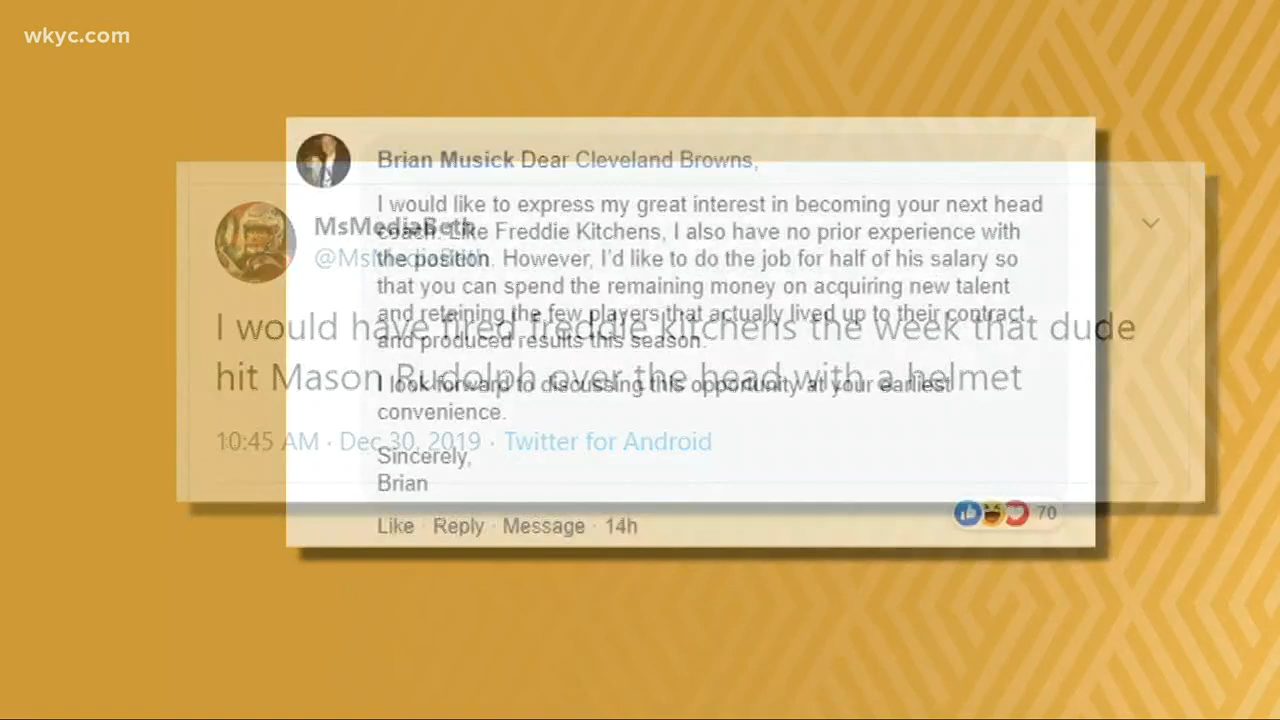 wkyc.com
Brian Musick Dear Cleveland Browns,
I would like to express my great interest in becoming your next head
coach. Like Freddie Kitchens, I also have no prior experience with
the position. However, I'd like to do the job for half of his salary so
that you can spend the remaining money on acquiring new talent
and retaining the few players that actually lived up to their contract
and produced results this season.
I look forward to discussing this opportunity at your earliest
convenience.
Sincerely,
Brian
Like · Reply · Message · 14h
70
MsMediaBeth
@MsMediaBeth
I would have fired freddie kitchens the week that dude
hit Mason Rudolph over the head with a helmet
10:45 AM · Dec 30, 2019 · Twitter for Android